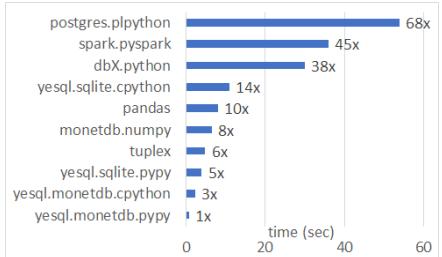 postgres.plpython 68x
spark.pyspark 45x
dbX.python 38x
yesql.sqlite.cpython 14x
pandas 10x
monetdb.numpy 8x
tuplex 6x
yesql.sqlite.pypy 5x
yesql.monetdb.cpython 3x
yesql.monetdb.pypy 1x
time (sec)
0 20 40 60